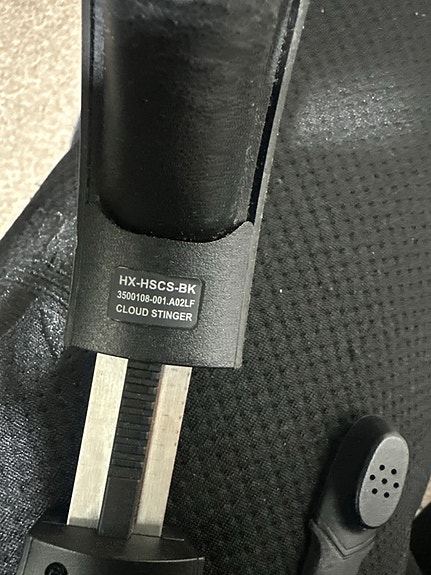 HX-HSCS-BK
3500108-001.A02LF
CLOUD STINGER